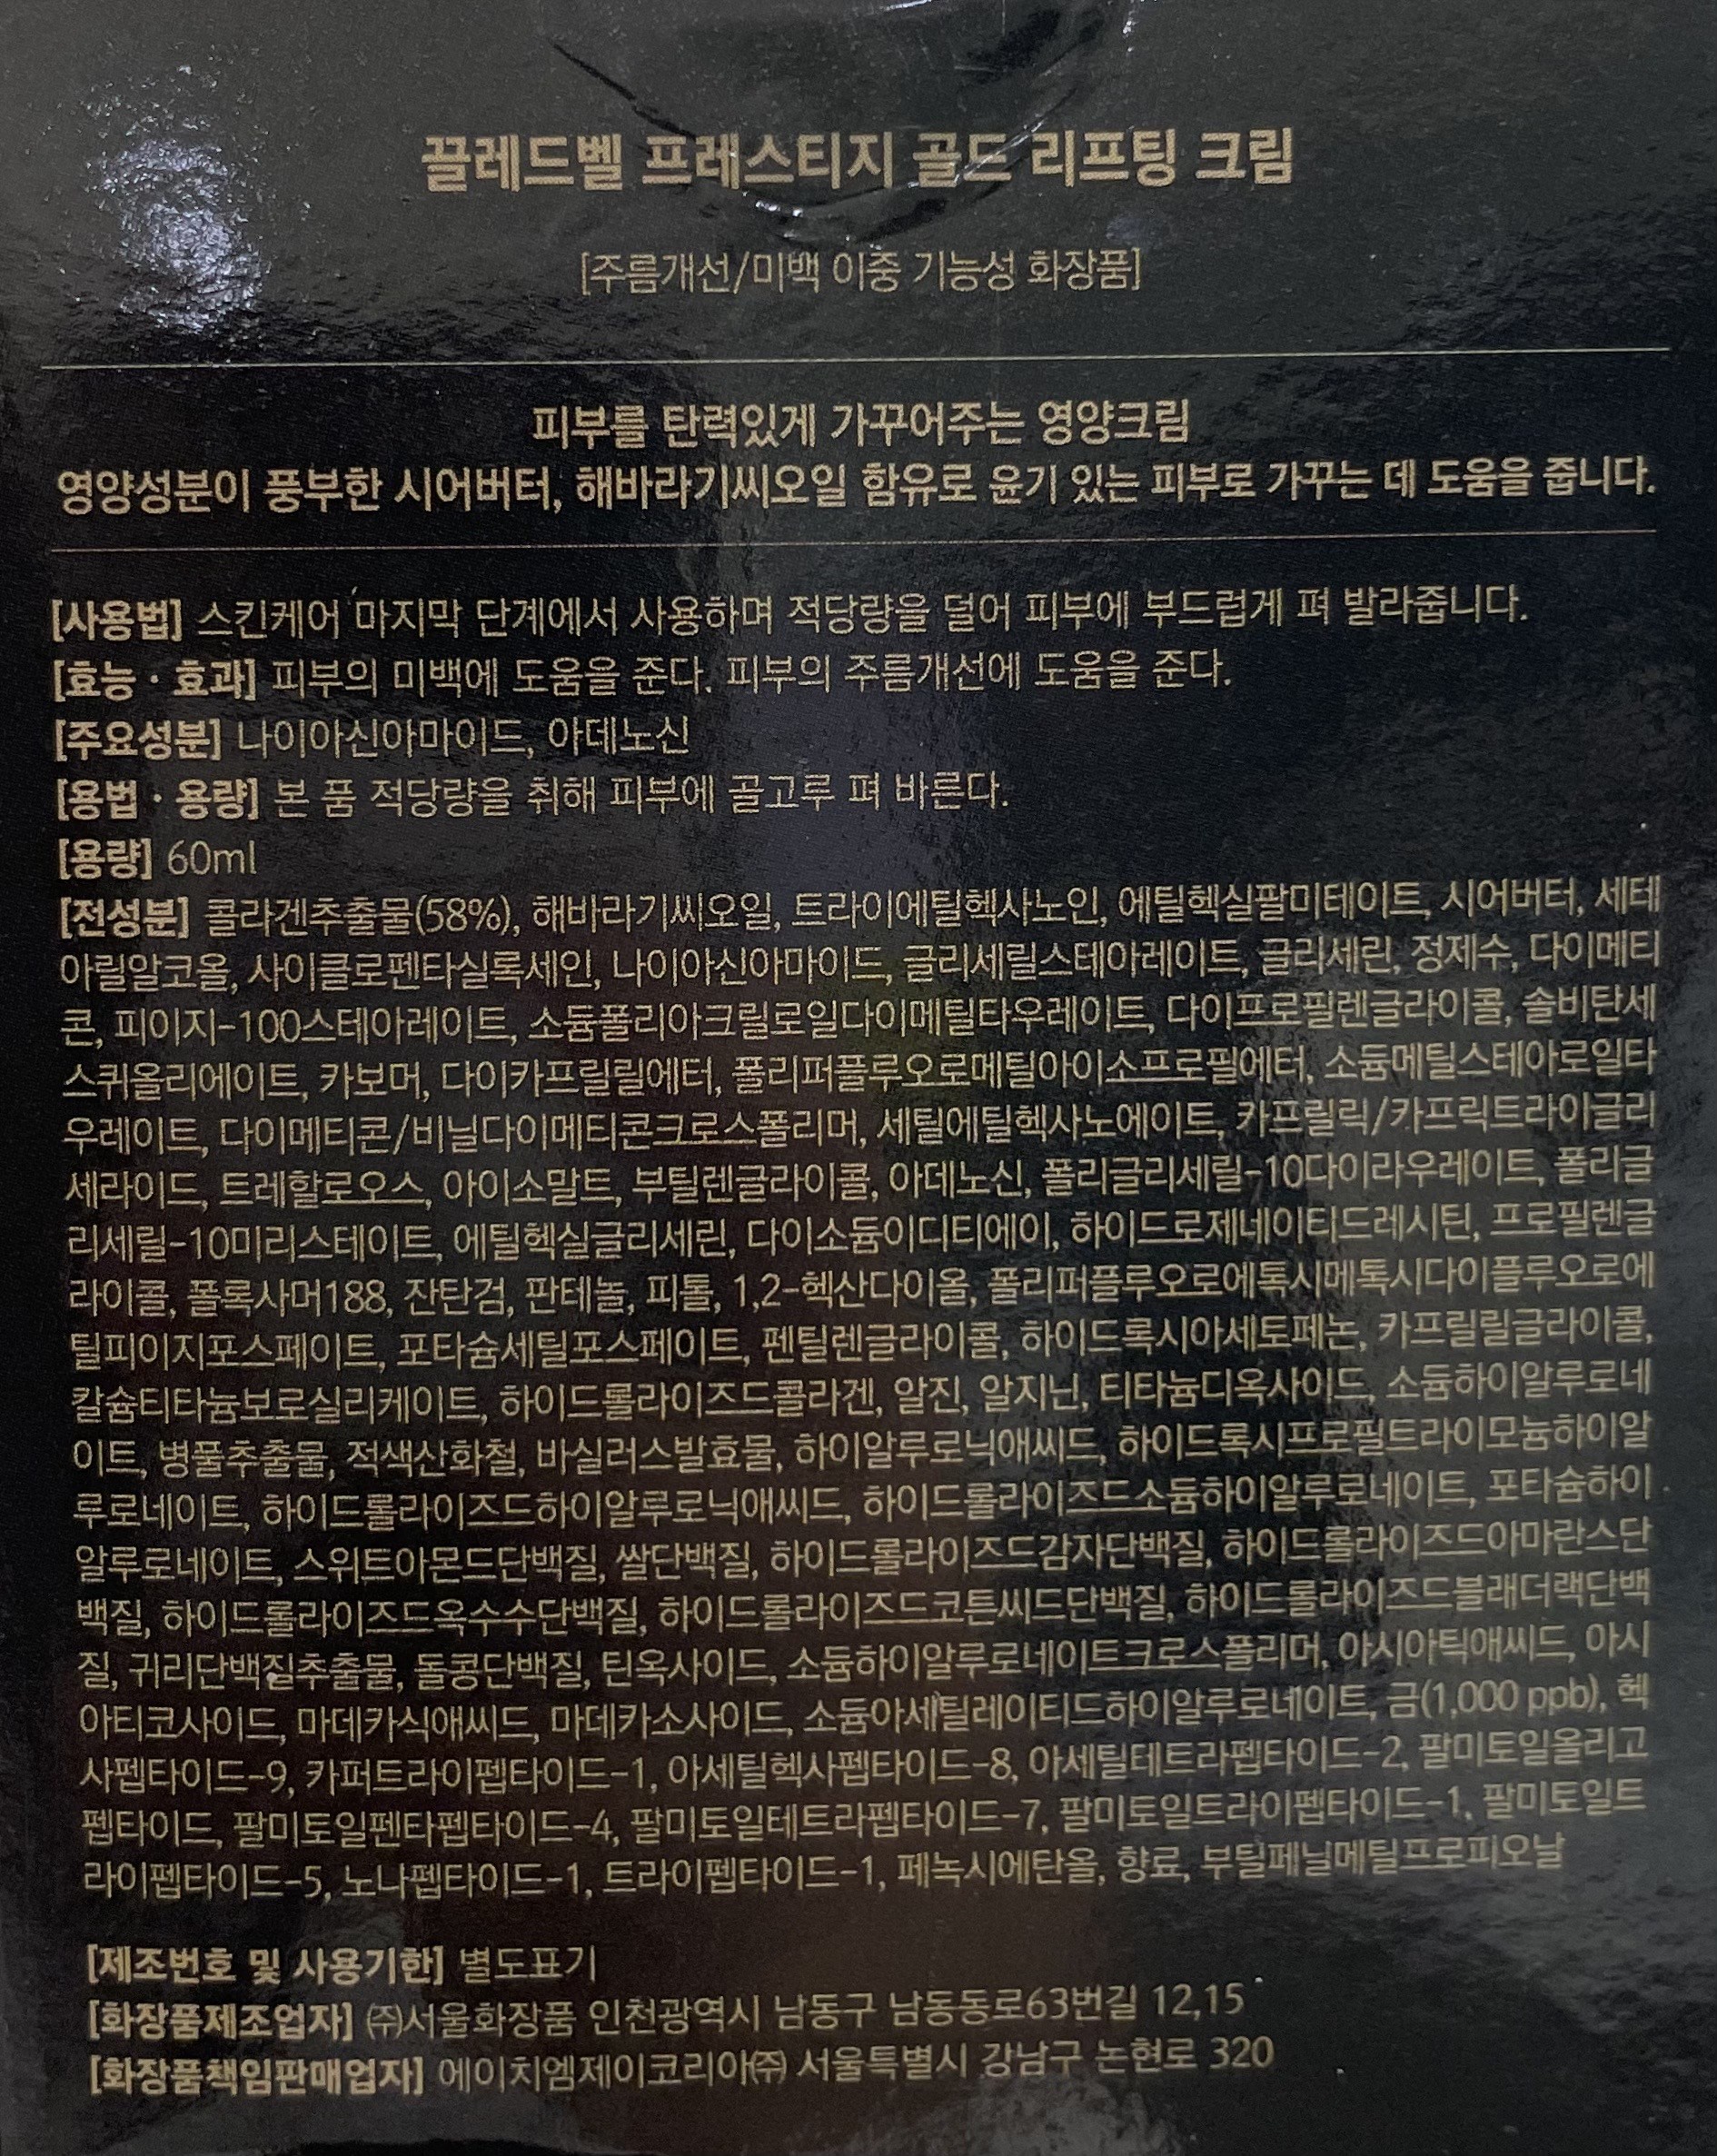 끌레드벨 프레스티지 골드 리프팅 크림
[주름개선/미백 이중 기능성 화장품]
피부를 탄력있게 가꾸어주는 영양크림
영양성분이 풍부한 시어버터, 해바라기씨오일 함유로 윤기 있는 피부로 가꾸는 데 도움을 줍니다.
[사용법] 스킨케어 마지막 단계에서 사용하며 적당량을 덜어 피부에 부드럽게 펴 발라줍니다.
[효능 · 효과] 피부의 미백에 도움을 준다. 피부의 주름개선에 도움을 준다.
[주요성분] 나이아신아마이드, 아데노신
[용법 · 용량] 본 품 적당량을 취해 피부에 골고루 펴 바른다.
[용량] 60ml
[전성분] 콜라겐추출물(58%), 해바라기씨오일, 트라이에틸헥사노인, 에틸헥실팔미테이트, 시어버터, 세테
아릴알코올, 사이클로펜타실록세인, 나이아신아마이드, 글리세릴스테아레이트, 글리세린, 정제수, 다이메티
콘, 피이지-100스테아레이트, 소듐폴리아크릴로일다이메틸타우레이트, 다이프로필렌글라이콜, 솔비탄세
스퀴올리에이트, 카보머, 다이카프릴릴에터, 폴리퍼플루오로메틸아이소프로필에터, 소듐메틸스테아로일타
우레이트, 다이메티콘/비닐다이메티콘크로스폴리머, 세틸에틸헥사노에이트, 카프릴릭/카프릭트라이글리
세라이드, 트레할로오스, 아이소말트, 부틸렌글라이콜, 아데노신, 폴리글리세릴-10다이라우레이트, 폴리글
리세릴-10미리스테이트, 에틸헥실글리세린, 다이소듐이디티에이, 하이드로제네이티드레시틴, 프로필렌글
라이콜, 폴록사머188, 잔탄검, 판테놀, 피톨, 1,2-헥산다이올, 폴리퍼플루오로에톡시메톡시다이플루오로에
틸피이지포스페이트, 포타슘세틸포스페이트, 펜틸렌글라이콜, 하이드록시아세토페논, 카프릴릴글라이콜,
칼슘티타늄보로실리케이트, 하이드롤라이즈드콜라겐, 알진, 알지닌, 티타늄디옥사이드, 소듐하이알루로네
이트, 병풀추출물, 적색산화철, 바실러스발효물, 하이알루로닉애씨드, 하이드록시프로필트라이모늄하이알
루로네이트, 하이드롤라이즈드하이알루로닉애씨드, 하이드롤라이즈드소듐하이알루로네이트, 포타슘하이
알루로네이트, 스위트아몬드단백질, 쌀단백질, 하이드롤라이즈드감자단백질, 하이드롤라이즈드아마란스단
백질, 하이드롤라이즈드옥수수단백질, 하이드롤라이즈드코튼씨드단백질, 하이드롤라이즈드블래더랙단백
질, 귀리단백질추출물, 돌콩단백질, 틴옥사이드, 소듐하이알루로네이트크로스폴리머, 아시아틱애씨드, 아시
아티코사이드, 마데카식애씨드, 마데카소사이드, 소듐아세틸레이티드하이알루로네이트, 금(1,000 ppb), 헥
사펩타이드-9, 카퍼트라이펩타이드-1, 아세틸헥사펩타이드-8, 아세틸테트라펩타이드-2, 팔미토일올리고
펩타이드, 팔미토일펜타펩타이드-4, 팔미토일테트라펩타이드-7, 팔미토일트라이펩타이드-1, 팔미토일트
라이펩타이드-5, 노나펩타이드-1, 트라이펩타이드-1, 페녹시에탄올, 향료, 부틸페닐메틸프로피오날
[제조번호 및 사용기한] 별도표기
[화장품제조업자] ㈜서울화장품 인천광역시 남동구 남동동로63번길 12,15
[화장품책임판매업자] 에이치엠제이코리아㈜ 서울특별시 강남구 논현로 320